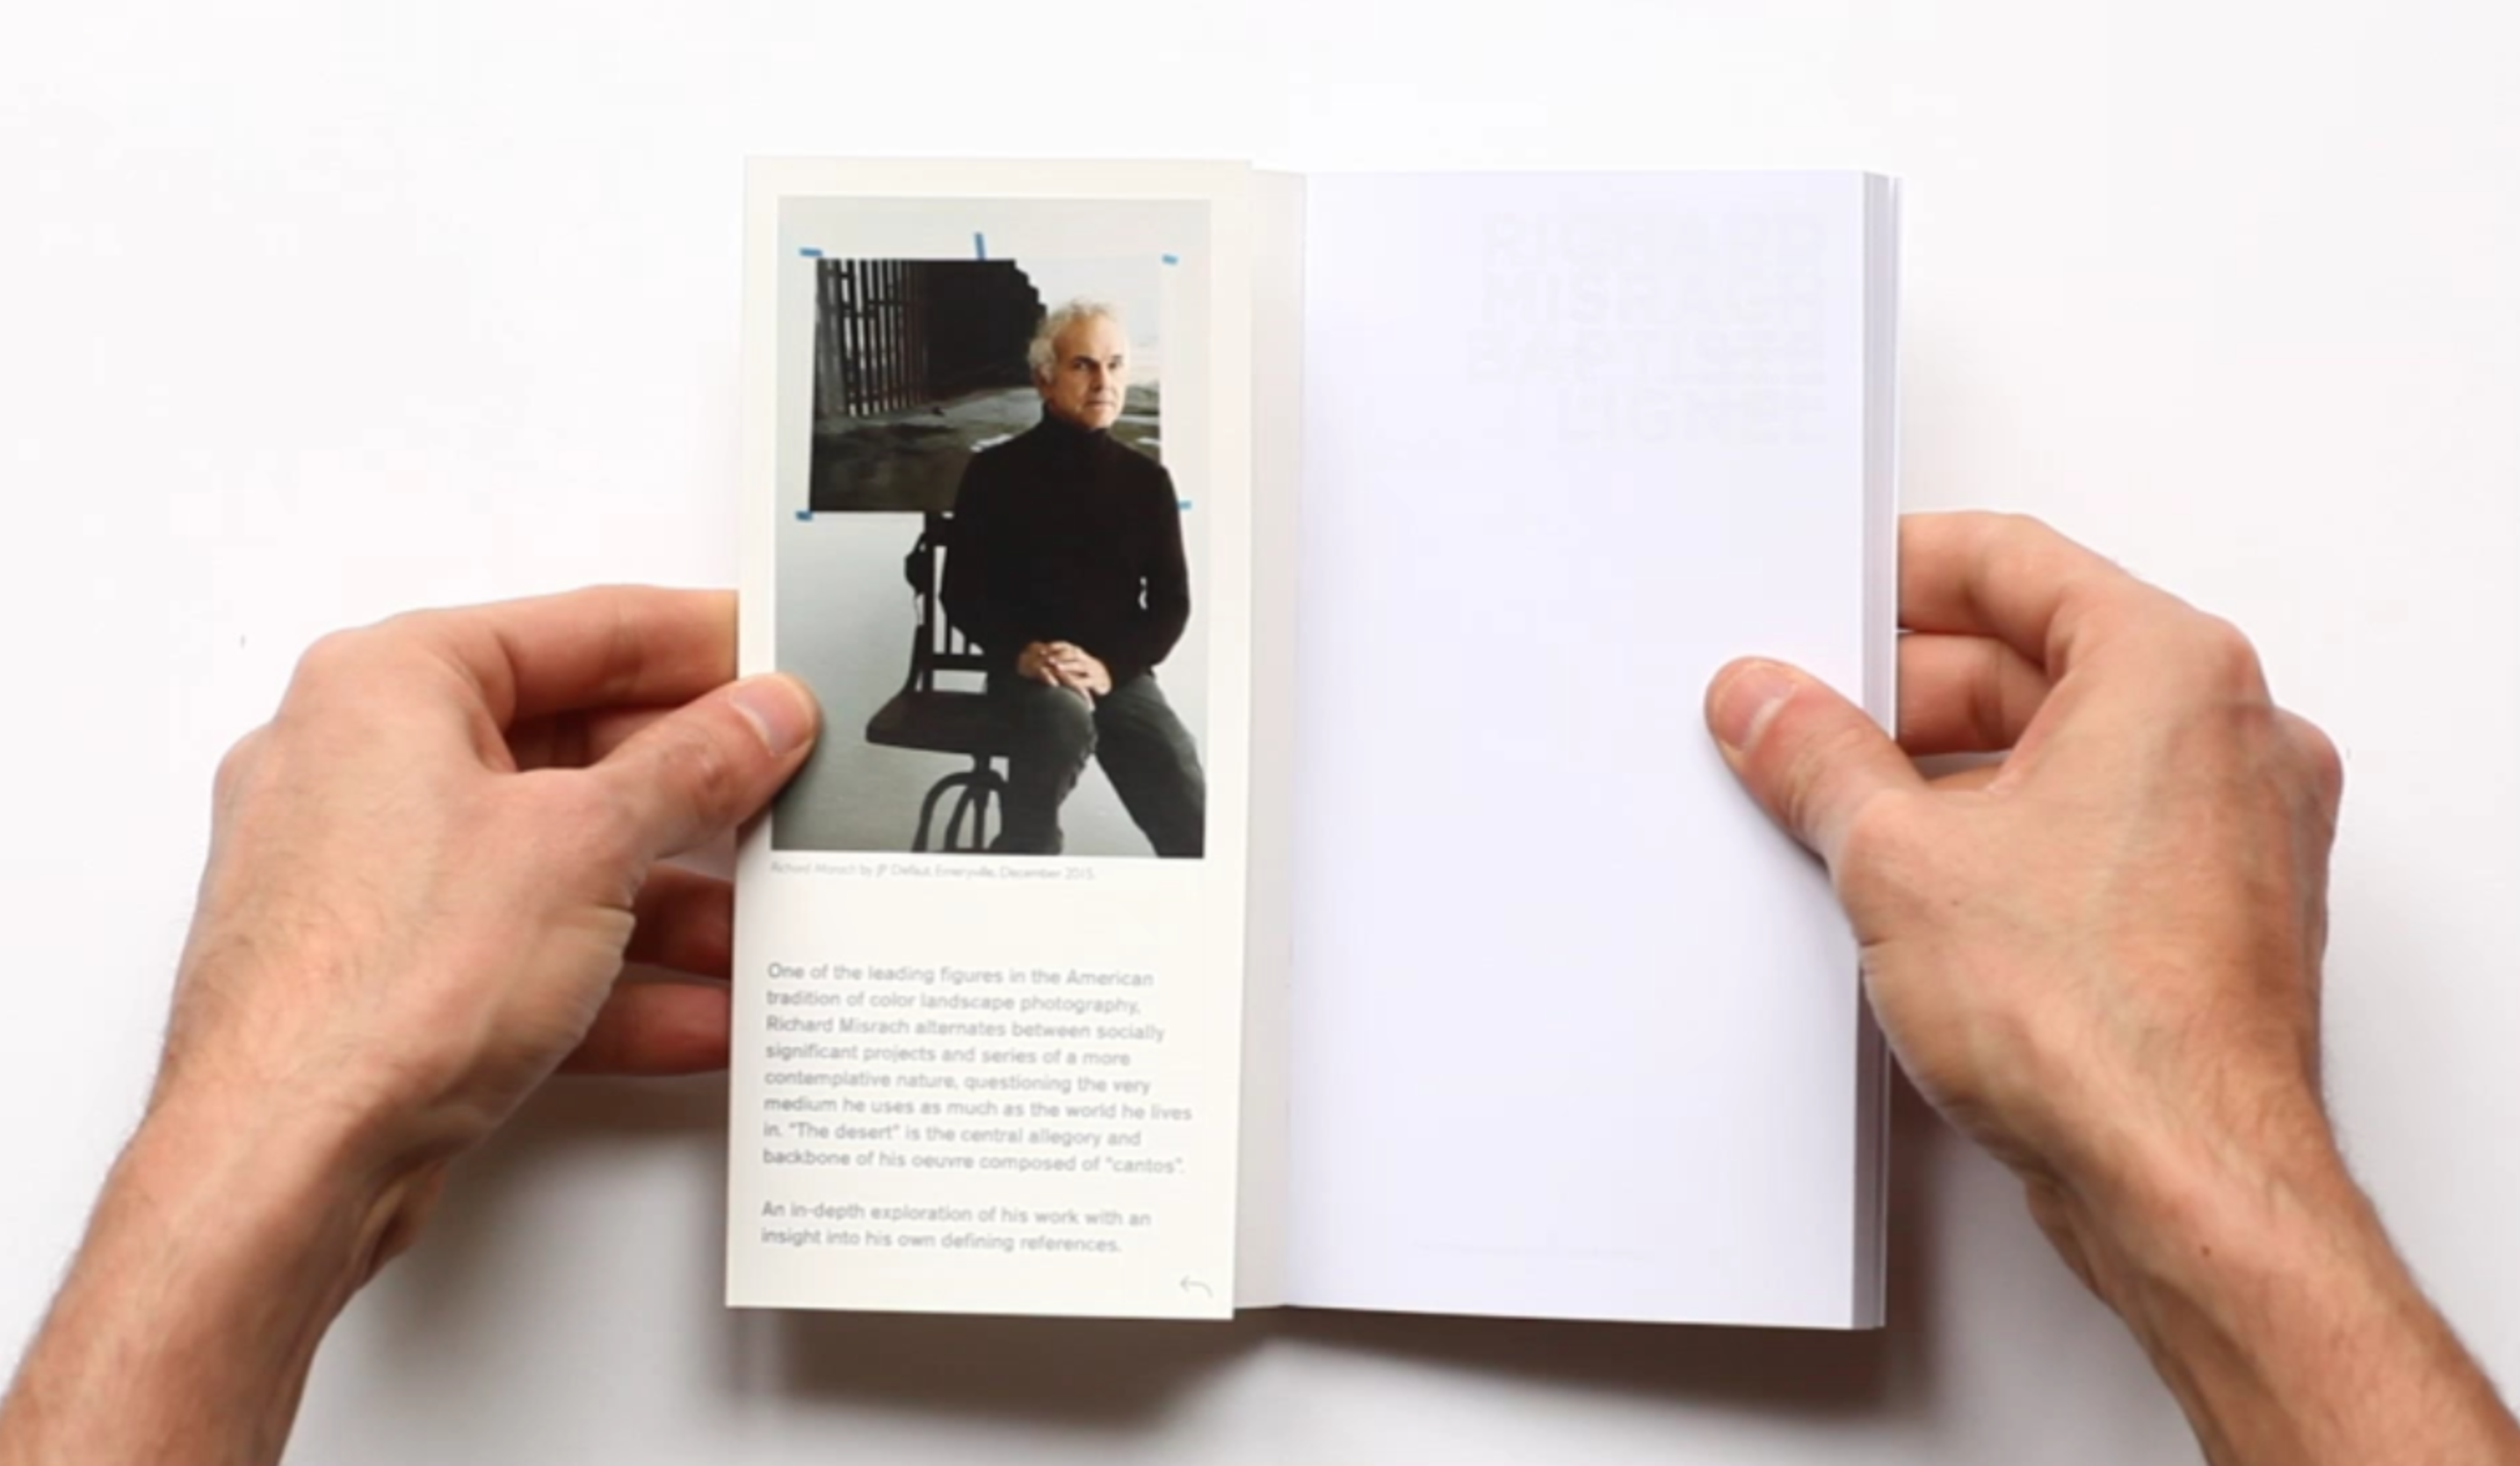 Richard Misrach by JP Defaut, Emeryville, December 2015.
One of the leading figures in the American
tradition of color landscape photography,
Richard Misrach alternates between socially
significant projects and series of a more
contemplative nature, questioning the very
medium he uses as much as the world he lives
in. "The desert" is the central allegory and
backbone of his oeuvre composed of "cantos".
An in-depth exploration of his work with an
insight into his own defining references.
RICHARD
MISRACH
BAPTISTE
LIGNEL